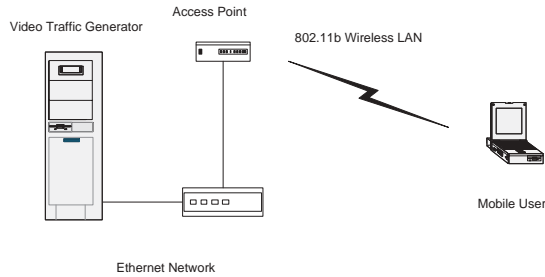 Access Point
Video Traffic Generator
802.11b Wireless LAN
Mobile User
Ethernet Network